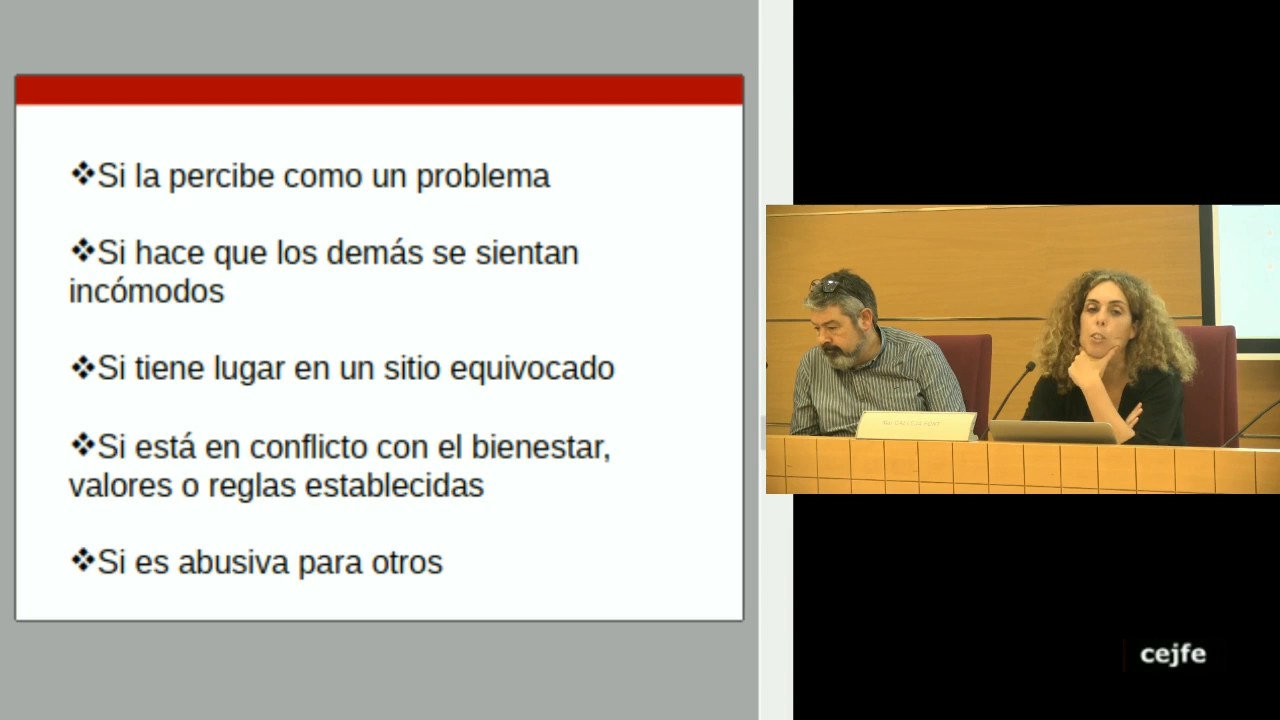 ❖Si la percibe como un problema
❖Si hace que los demás se sientan
incómodos
❖Si tiene lugar en un sitio equivocado
❖Si está en conflicto con el bienestar,
valores o reglas establecidas
❖Si es abusiva para otros
cejfe